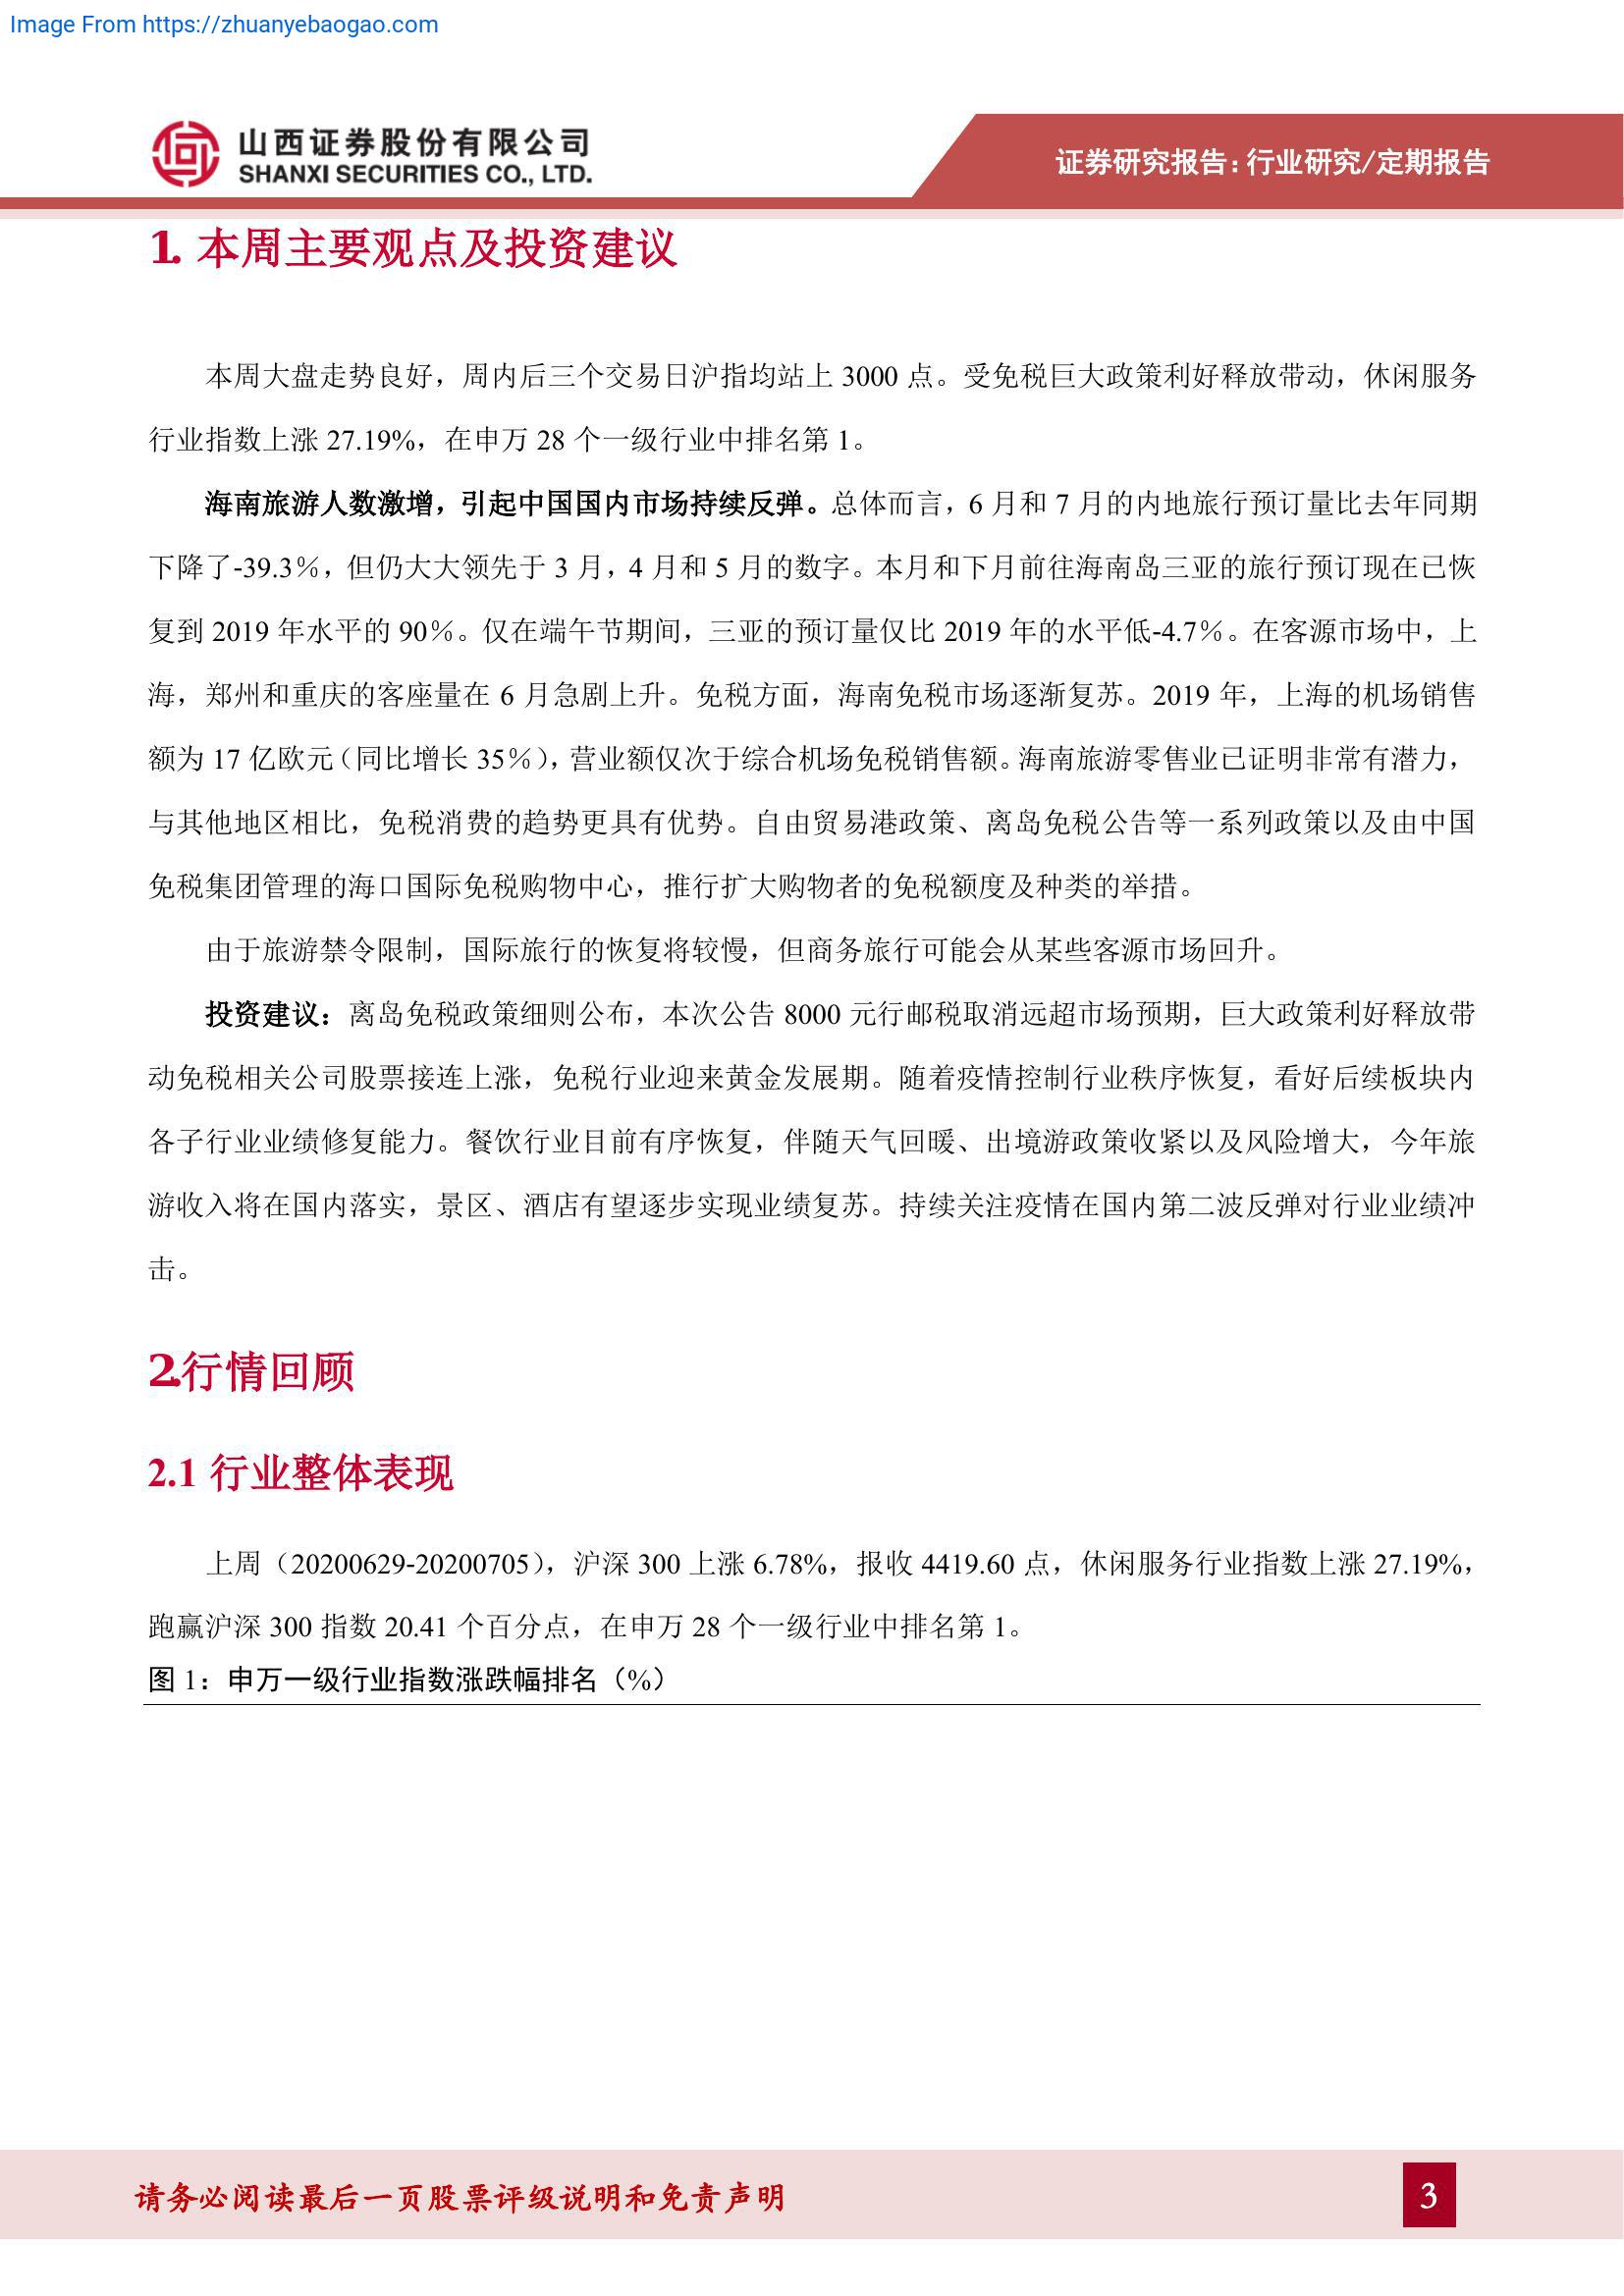 Image From https://zhuanyebaogao.com
山西证券股份有限公司
SHANXI SECURITIES CO., LTD.
证券研究报告:行业研究/定期报告
1. 本周主要观点及投资建议
本周大盘走势良好，周内后三个交易日沪指均站上 3000 点。受免税巨大政策利好释放带动，休闲服务
行业指数上涨 27.19%，在申万 28 个一级行业中排名第 1。
海南旅游人数激增，引起中国国内市场持续反弹。总体而言，6 月和 7 月的内地旅行预订量比去年同期
下降了-39.3％，但仍大大领先于 3 月，4 月和 5 月的数字。本月和下月前往海南岛三亚的旅行预订现在已恢
复到 2019 年水平的 90％。仅在端午节期间，三亚的预订量仅比 2019 年的水平低-4.7％。在客源市场中，上
海，郑州和重庆的客座量在 6 月急剧上升。免税方面，海南免税市场逐渐复苏。2019 年，上海的机场销售
额为 17 亿欧元（同比增长 35％），营业额仅次于综合机场免税销售额。海南旅游零售业已证明非常有潜力，
与其他地区相比，免税消费的趋势更具有优势。自由贸易港政策、离岛免税公告等一系列政策以及由中国
免税集团管理的海口国际免税购物中心，推行扩大购物者的免税额度及种类的举措。
由于旅游禁令限制，国际旅行的恢复将较慢，但商务旅行可能会从某些客源市场回升。
投资建议：离岛免税政策细则公布，本次公告 8000 元行邮税取消远超市场预期，巨大政策利好释放带
动免税相关公司股票接连上涨，免税行业迎来黄金发展期。随着疫情控制行业秩序恢复，看好后续板块内
各子行业业绩修复能力。餐饮行业目前有序恢复，伴随天气回暖、出境游政策收紧以及风险增大，今年旅
游收入将在国内落实，景区、酒店有望逐步实现业绩复苏。持续关注疫情在国内第二波反弹对行业业绩冲
击。
2.行情回顾
2.1 行业整体表现
上周（20200629-20200705），沪深 300 上涨 6.78%，报收 4419.60 点，休闲服务行业指数上涨 27.19%，
跑赢沪深 300 指数 20.41 个百分点，在申万 28 个一级行业中排名第 1。
图 1：申万一级行业指数涨跌幅排名（%）
请务必阅读最后一页股票评级说明和免责声明
3